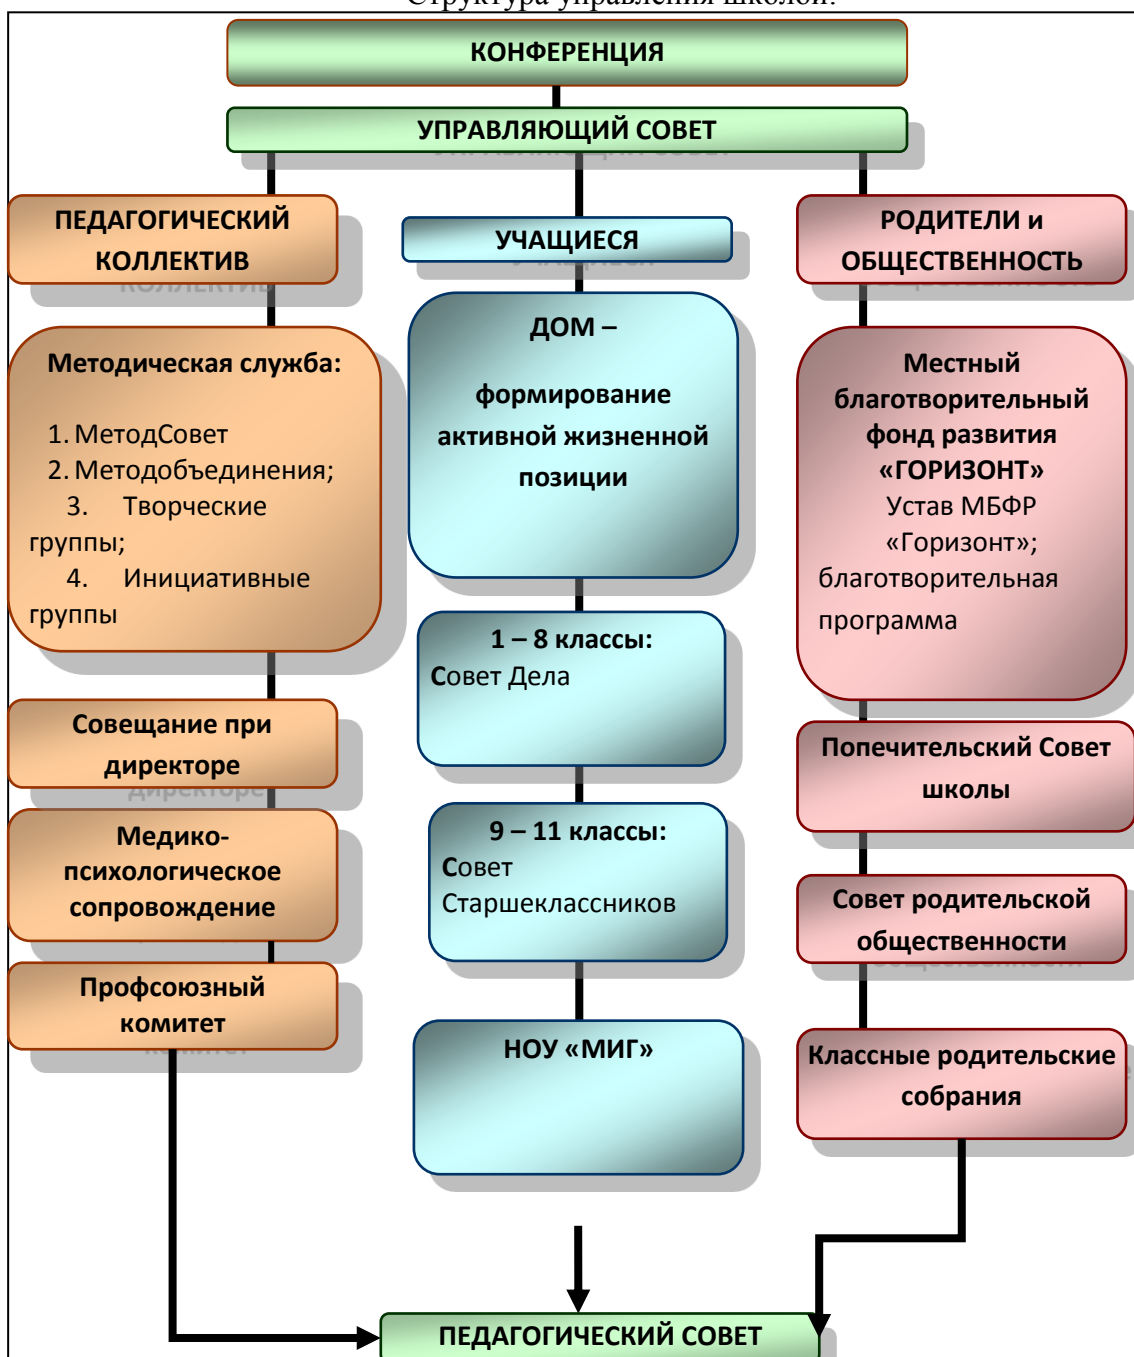 Структура управления школой:
КОНФЕРЕНЦИЯ
УПРАВЛЯЮЩИЙ СОВЕТ
ПЕДАГОГИЧЕСКИЙ
КОЛЛЕКТИВ
Методическая служба:
1. МетодСовет
2. Методобъединения;
3. Творческие
группы;
4. Инициативные
группы
Совещание при
директоре
Медико-
психологическое
сопровождение
Профсоюзный
комитет
УЧАЩИЕСЯ
ДОМ –
формирование
активной жизненной
позиции
1 – 8 классы:
Совет Дела
9 – 11 классы:
Совет
Старшеклассников
НОУ «МИГ»
РОДИТЕЛИ и
ОБЩЕСТВЕННОСТЬ
Местный
благотворительный
фонд развития
«ГОРИЗОНТ»
Устав МБФР
«Горизонт»;
благотворительная
программа
Попечительский Совет
школы
Совет родительской
общественности
Классные родительские
собрания
ПЕДАГОГИЧЕСКИЙ СОВЕТ